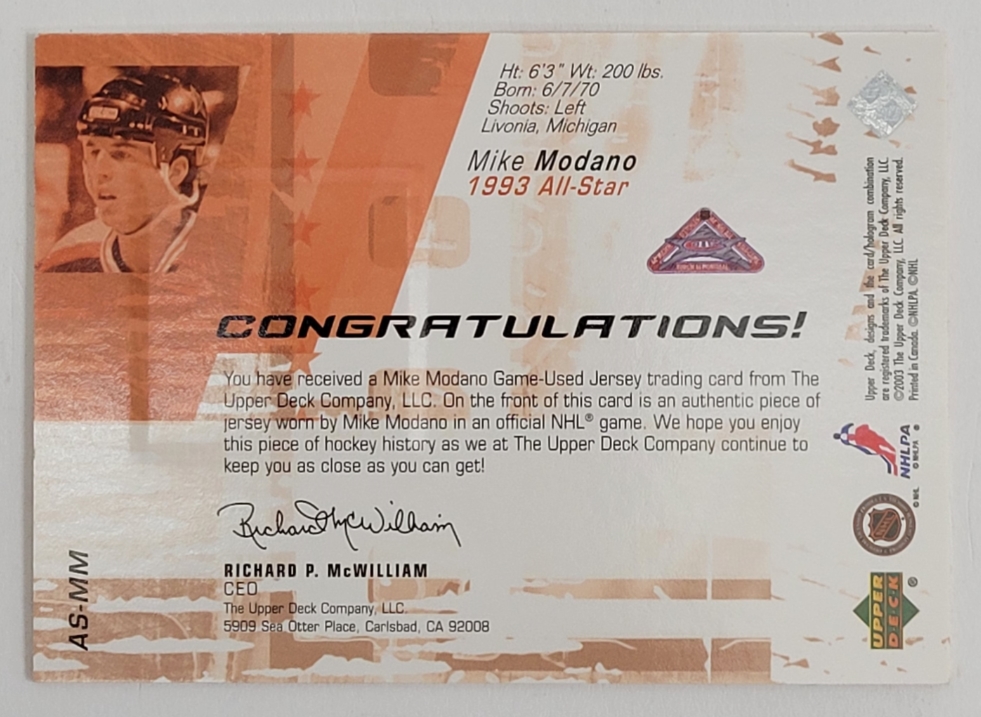 Ht: 6'3" Wt: 200 lbs.
Born: 6/7/70
Shoots: Left
Livonia, Michigan
Mike Modano
1993 All-Star
CONGRATULATIONS!
You have received a Mike Modano Game-Used Jersey trading card from The
Upper Deck Company, LLC. On the front of this card is an authentic piece of
jersey worn by Mike Modano in an official NHL® game. We hope you enjoy
this piece of hockey history as we at The Upper Deck Company continue to
keep you as close as you can get!
Richard McWilliam
RICHARD P. McWILLIAM
CEO
The Upper Deck Company, LLC.
5909 Sea Otter Place, Carlsbad, CA 92008
AS-MM
Upper Deck, designs and the card/hologram combination
are registered trademarks of The Upper Deck Company, LLC.
©2003 The Upper Deck Company, LLC. All rights reserved.
Printed in Canada. ©NHLPA. ©NHL
NHLPA
© NHLPA ®
© NHL
NHL
UPPER
DECK ®